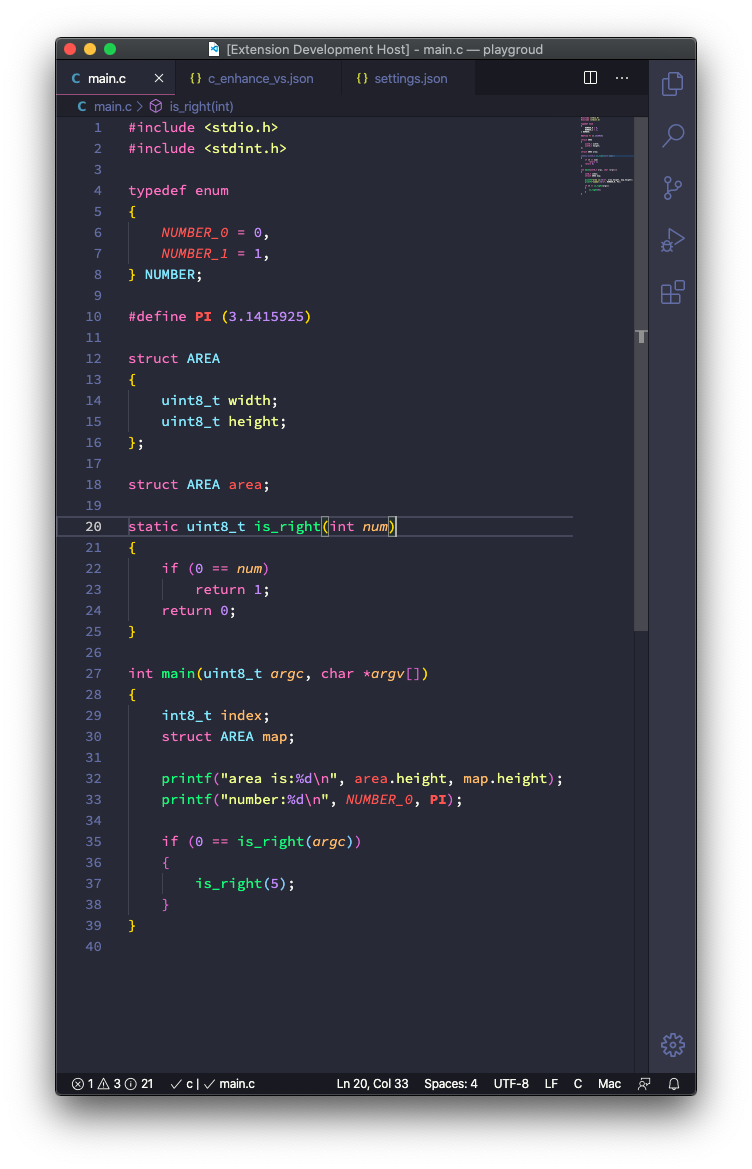 [Extension Development Host] - main.c — playgroud
C main.c × {} c_enhance_vs.json {} settings.json ···
C main.c > is_right(int)
1 #include <stdio.h>
2 #include <stdint.h>
3
4 typedef enum
5 {
6 NUMBER_0 = 0,
7 NUMBER_1 = 1,
8 } NUMBER;
9
10 #define PI (3.1415925)
11
12 struct AREA
13 {
14 uint8_t width;
15 uint8_t height;
16 };
17
18 struct AREA area;
19
20 static uint8_t is_right(int num)
21 {
22 if (0 == num)
23 return 1;
24 return 0;
25 }
26
27 int main(uint8_t argc, char *argv[])
28 {
29 int8_t index;
30 struct AREA map;
31
32 printf("area is:%d\n", area.height, map.height);
33 printf("number:%d\n", NUMBER_0, PI);
34
35 if (0 == is_right(argc))
36 {
37 is_right(5);
38 }
39 }
40
1 3 21 c | main.c Ln 20, Col 33 Spaces: 4 UTF-8 LF C Mac